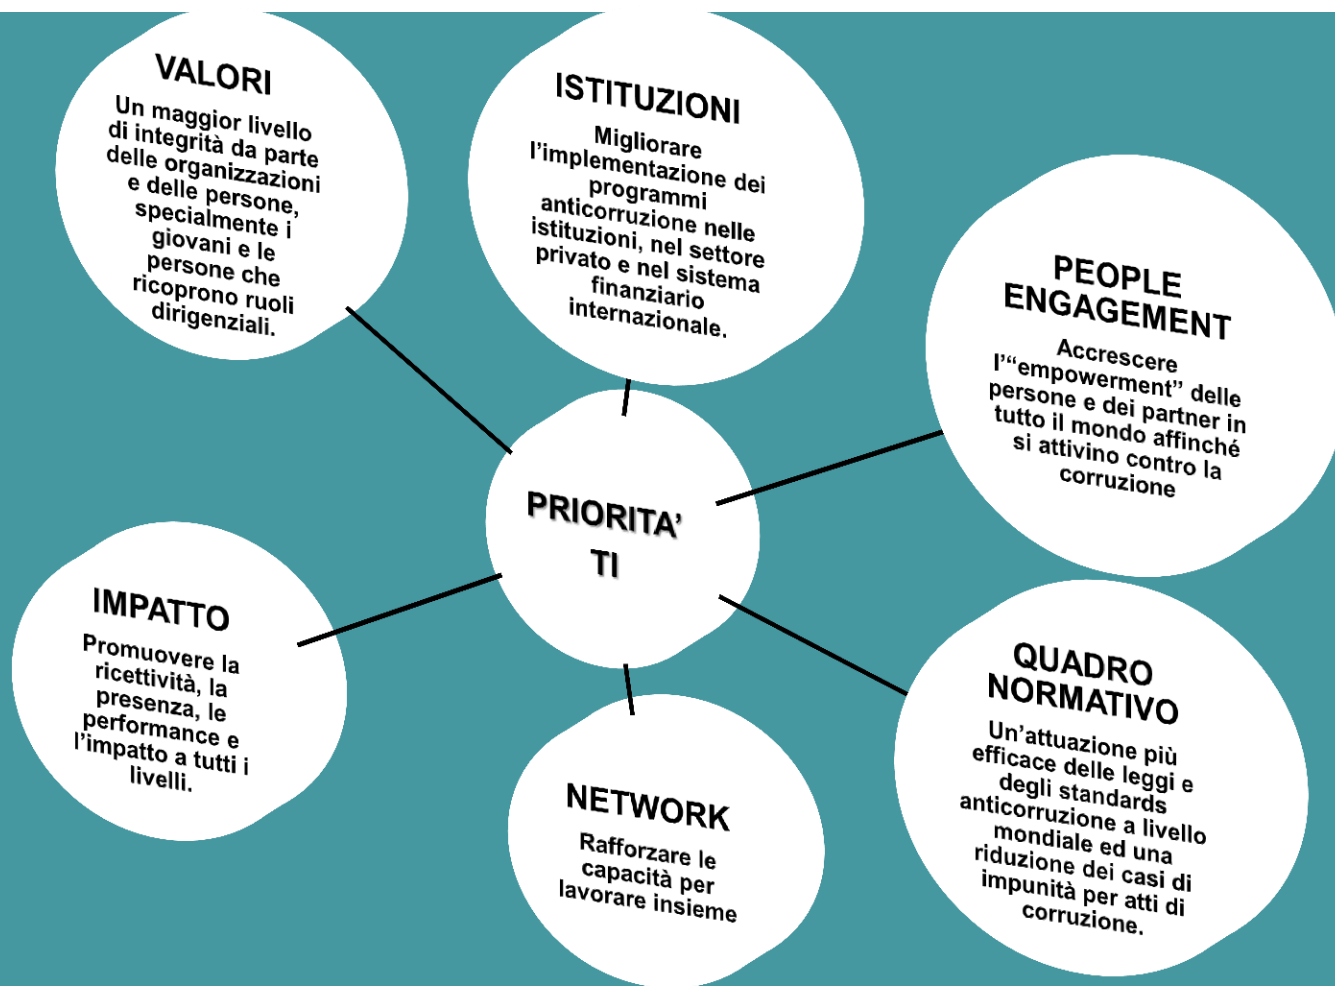 VALORI
Un maggior livello
di integrità da parte
delle organizzazioni
e delle persone,
specialmente i
giovani e le
persone che
ricoprono ruoli
dirigenziali.
ISTITUZIONI
Migliorare
l'implementazione dei
programmi
anticorruzione nelle
istituzioni, nel settore
privato e nel sistema
finanziario
internazionale.
PEOPLE
ENGAGEMENT
Accrescere
l'“empowerment” delle
persone e dei partner in
tutto il mondo affinché
si attivino contro la
corruzione
PRIORITA’
TI
IMPATTO
Promuovere la
ricettività, la
presenza, le
performance e
l'impatto a tutti i
livelli.
NETWORK
Rafforzare le
capacità per
lavorare insieme
QUADRO
NORMATIVO
Un'attuazione più
efficace delle leggi e
degli standards
anticorruzione a livello
mondiale ed una
riduzione dei casi di
impunità per atti di
corruzione.